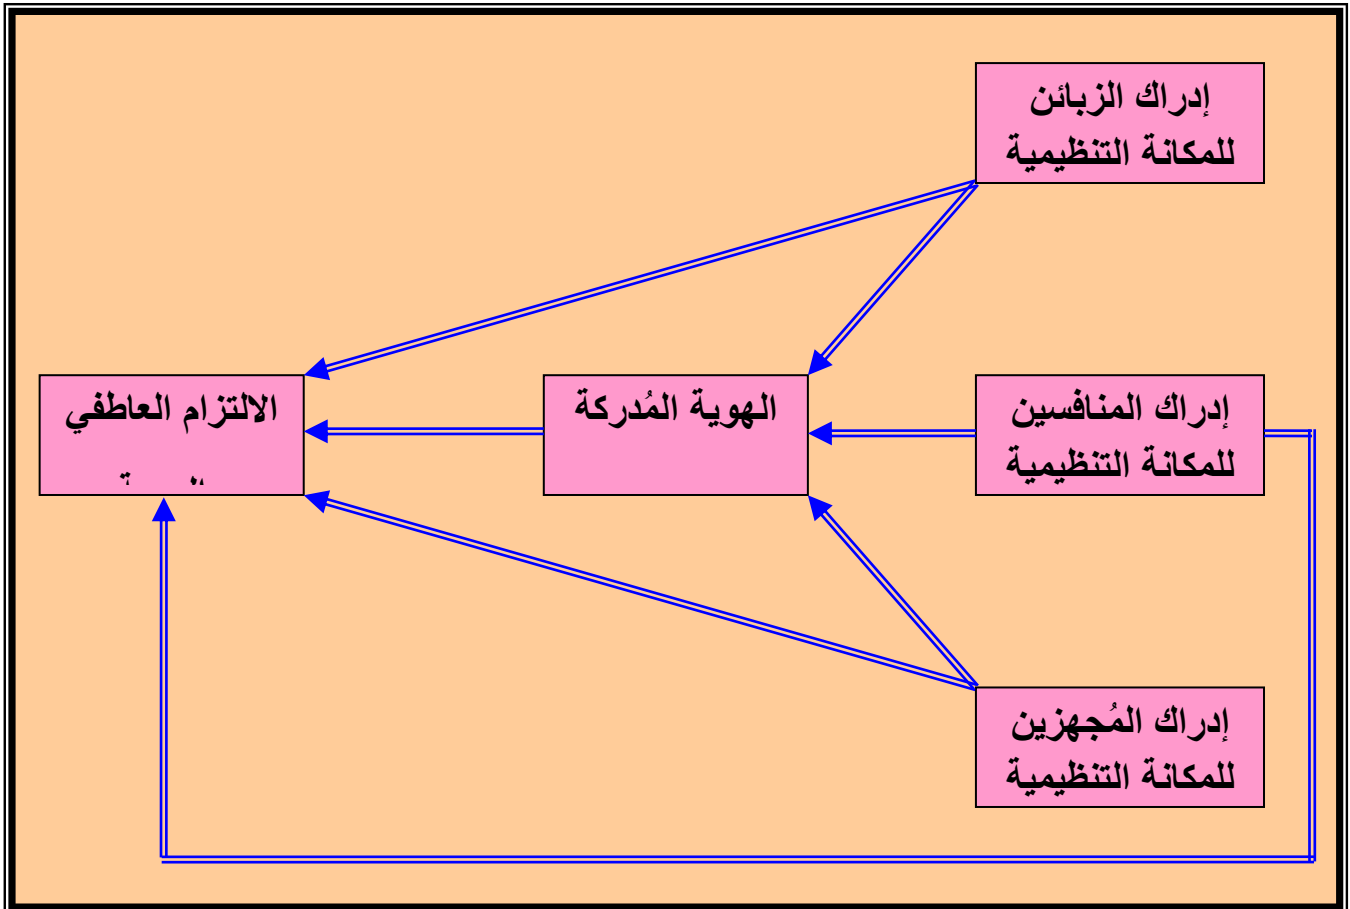 إدراك الزبائن
للمكانة التنظيمية
إدراك المنافسين
للمكانة التنظيمية
الهوية المُدركة
الالتزام العاطفي
إدراك المُجهزين
للمكانة التنظيمية